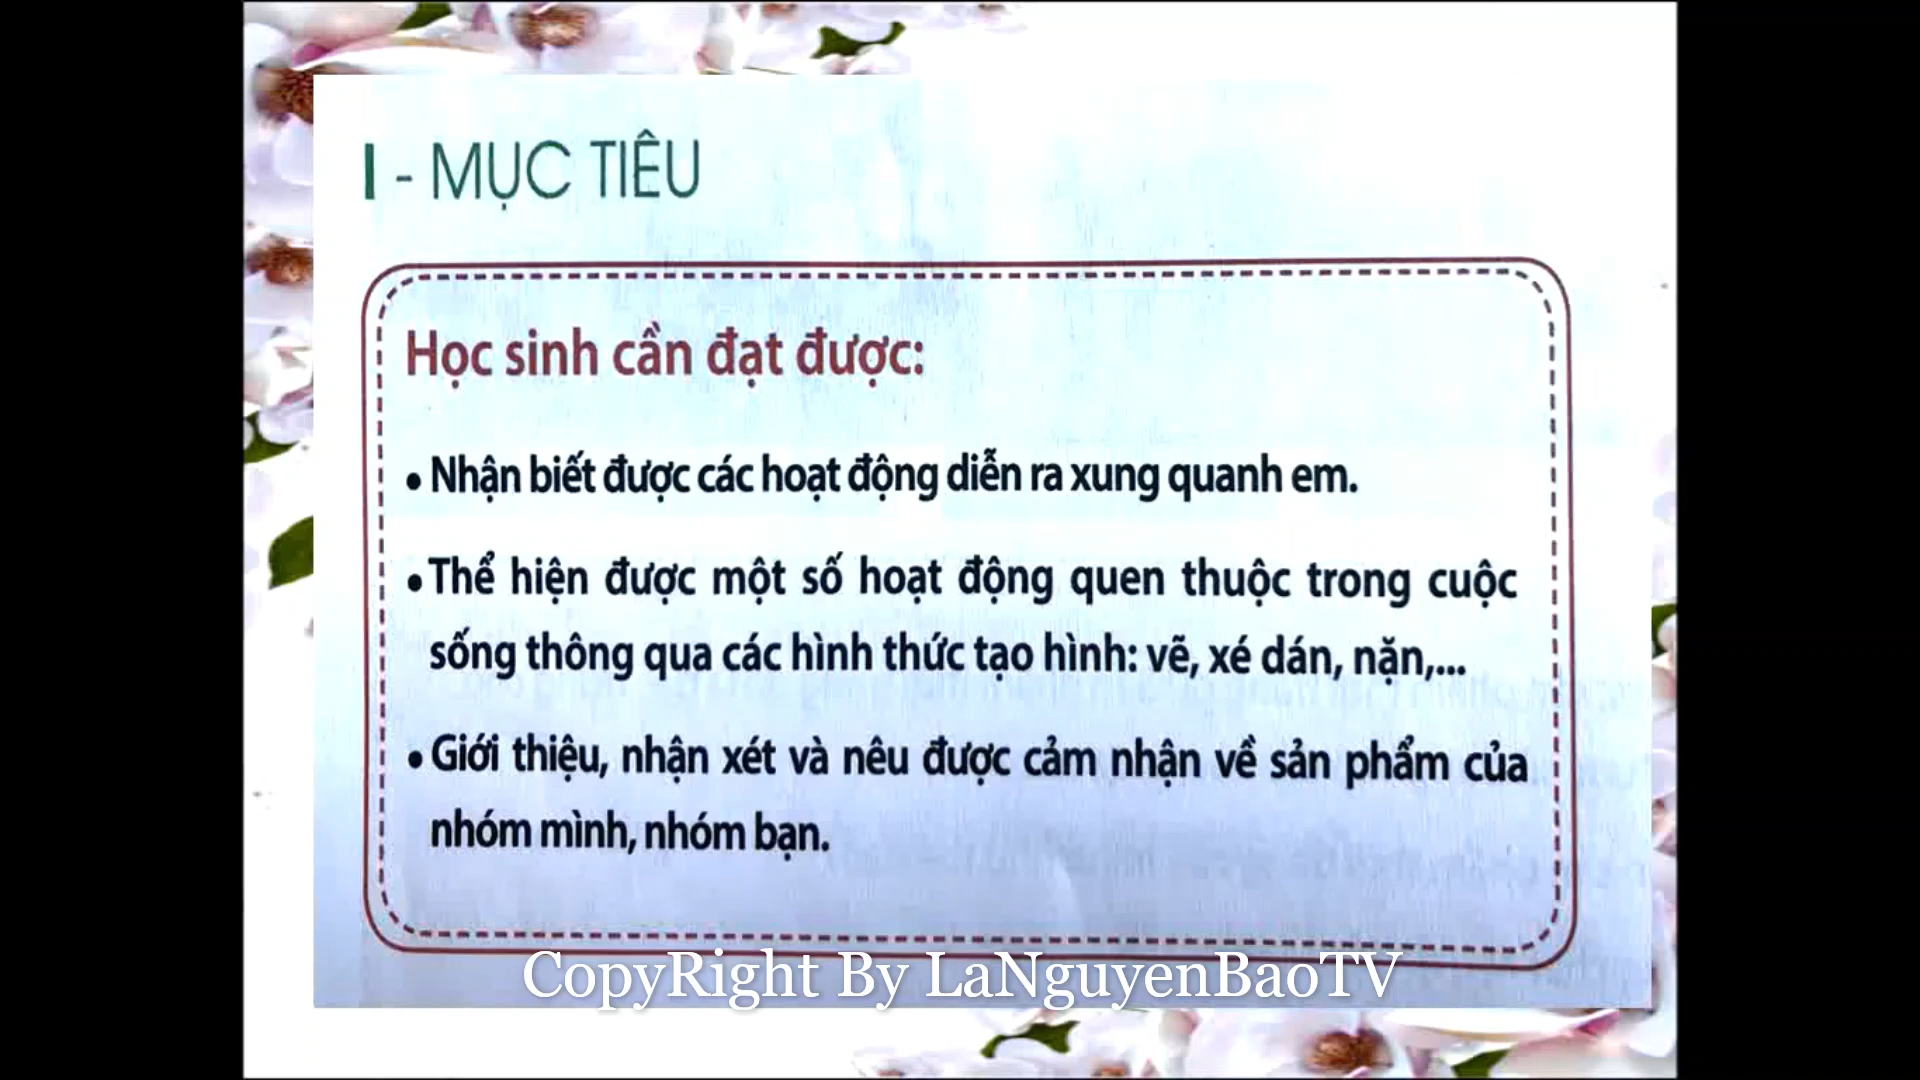 I - MỤC TIÊU
Học sinh cần đạt được:
• Nhận biết được các hoạt động diễn ra xung quanh em.
• Thể hiện được một số hoạt động quen thuộc trong cuộc
sống thông qua các hình thức tạo hình: vẽ, xé dán, nặn,...
• Giới thiệu, nhận xét và nêu được cảm nhận về sản phẩm của
nhóm mình, nhóm bạn.
CopyRight By LaNguyenBaoTV